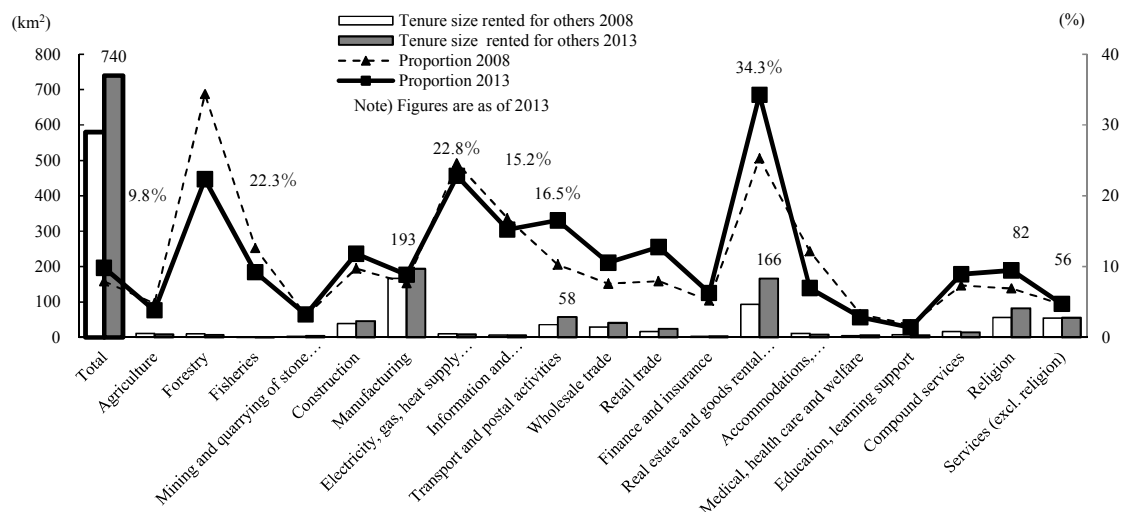 (km²)
(%)
Tenure size rented for others 2008
Tenure size rented for others 2013
Proportion 2008
Proportion 2013
Note) Figures are as of 2013
800
700
600
500
400
300
200
100
0
40
30
20
10
0
740
9.8%
22.3%
193
22.8%
15.2%
16.5%
58
34.3%
166
82
56
Total
Agriculture
Forestry
Fisheries
Mining and quarrying of stone…
Construction
Manufacturing
Electricity, gas, heat supply…
Information and…
Transport and postal activities
Wholesale trade
Retail trade
Finance and insurance
Real estate and goods rental…
Accommodations,…
Medical, health care and welfare
Education, learning support
Compound services
Religion
Services (excl. religion)